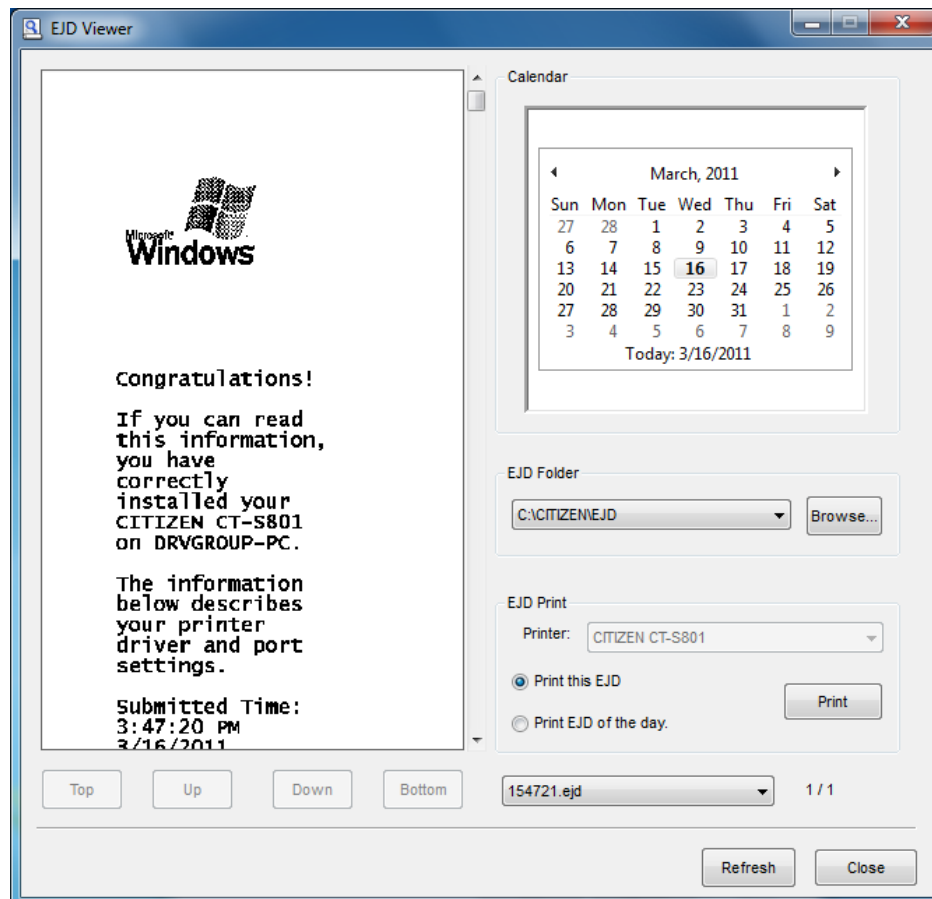 EJD Viewer
Microsoft
Windows
Congratulations!
If you can read
this information,
you have
correctly
installed your
CITIZEN CT-S801
on DRVGROUP-PC.
The information
below describes
your printer
driver and port
settings.
Submitted Time:
3:47:20 PM
3/16/2011
Top Up Down Bottom
Calendar
March, 2011
Sun Mon Tue Wed Thu Fri Sat
27 28 1 2 3 4 5
6 7 8 9 10 11 12
13 14 15 16 17 18 19
20 21 22 23 24 25 26
27 28 29 30 31 1 2
3 4 5 6 7 8 9
Today: 3/16/2011
EJD Folder
C:\CITIZEN\EJD Browse...
EJD Print
Printer: CITIZEN CT-S801
Print this EJD
Print EJD of the day.
Print
154721.ejd 1 / 1
Refresh Close